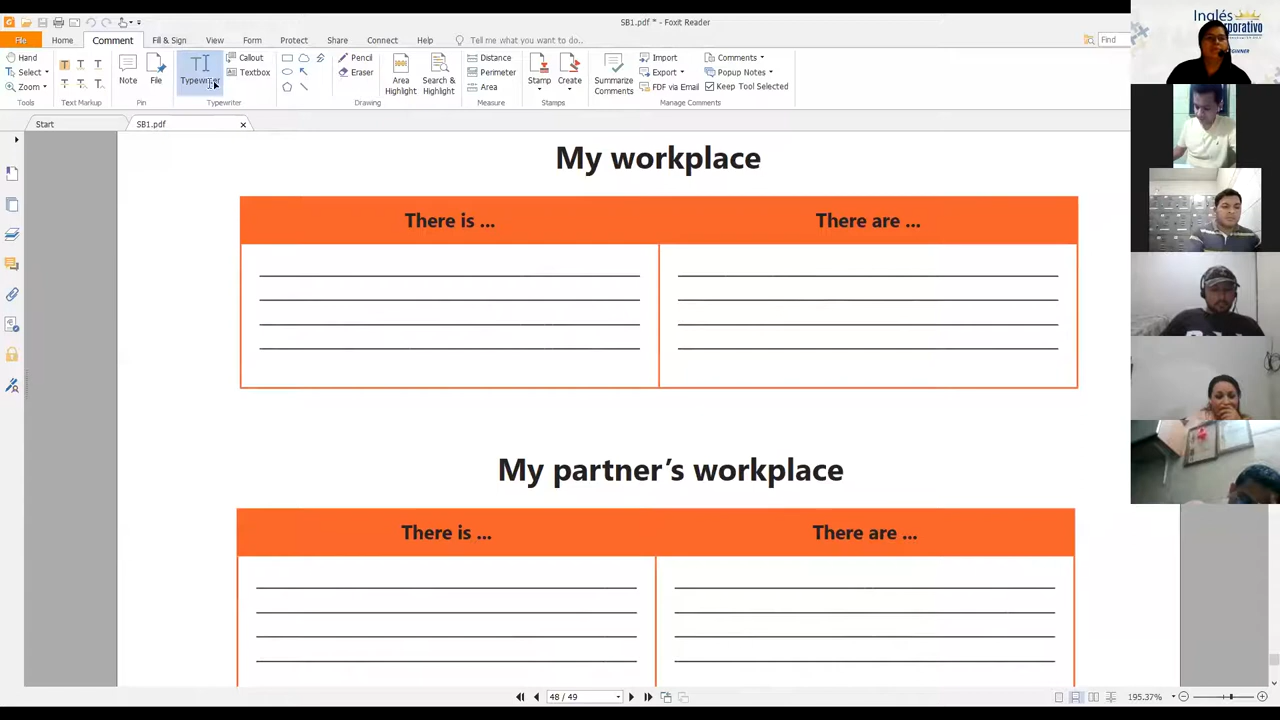 SB1.pdf * - Foxit Reader
Inglés
File Home Comment Fill & Sign View Form Protect Share Connect Help Tell me what you want to do..
Find
Hand
Select
Zoom
Tools
Text Markup
Note
File
Pin
Typewriter
Callout
Textbox
Typewriter
Pencil
Eraser
Drawing
Area Highlight
Search & Highlight
Distance
Perimeter
Area
Measure
Stamp
Create
Stamps
Summarize Comments
Import
Export
FDF via Email
Comments
Popup Notes
Keep Tool Selected
Manage Comments
Start
SB1.pdf
My workplace
There is ... There are ...
My partner's workplace
There is ... There are ...
48 / 49
195.37%